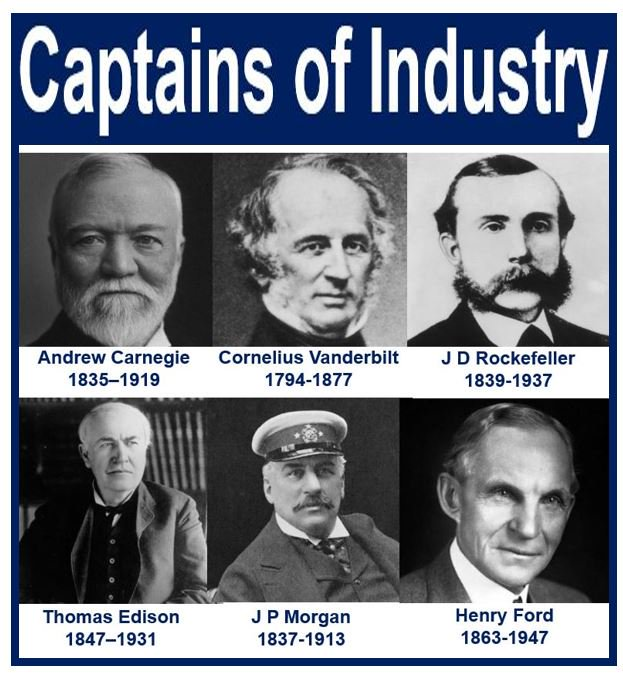 Captains of Industry
Andrew Carnegie
1835–1919
Cornelius Vanderbilt
1794-1877
J D Rockefeller
1839-1937
Thomas Edison
1847–1931
J P Morgan
1837-1913
Henry Ford
1863-1947